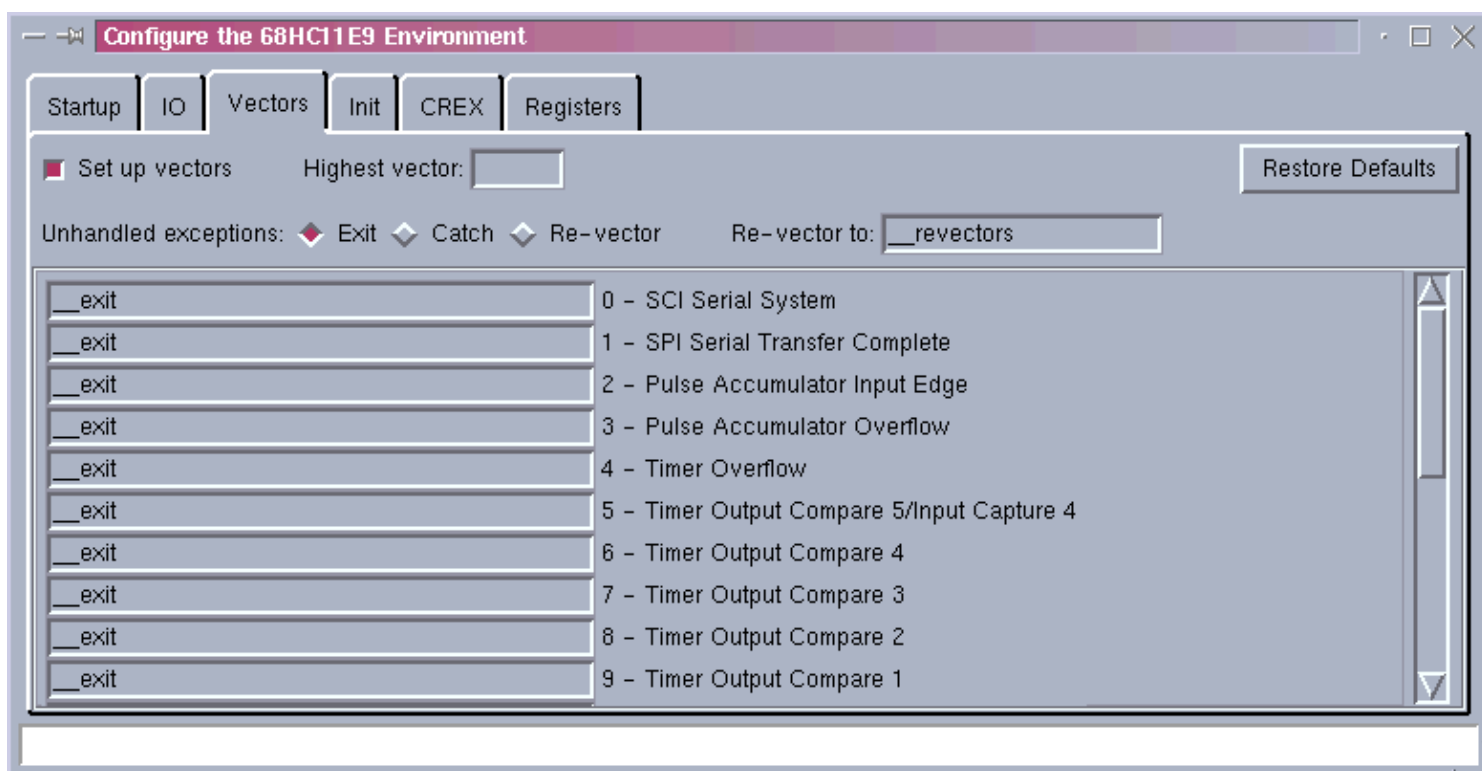 Configure the 68HC11E9 Environment
Startup IO Vectors Init CREX Registers
Set up vectors Highest vector: Restore Defaults
Unhandled exceptions: Exit Catch Re-vector Re-vector to: __revectors
__exit 0 - SCI Serial System
__exit 1 - SPI Serial Transfer Complete
__exit 2 - Pulse Accumulator Input Edge
__exit 3 - Pulse Accumulator Overflow
__exit 4 - Timer Overflow
__exit 5 - Timer Output Compare 5/Input Capture 4
__exit 6 - Timer Output Compare 4
__exit 7 - Timer Output Compare 3
__exit 8 - Timer Output Compare 2
__exit 9 - Timer Output Compare 1